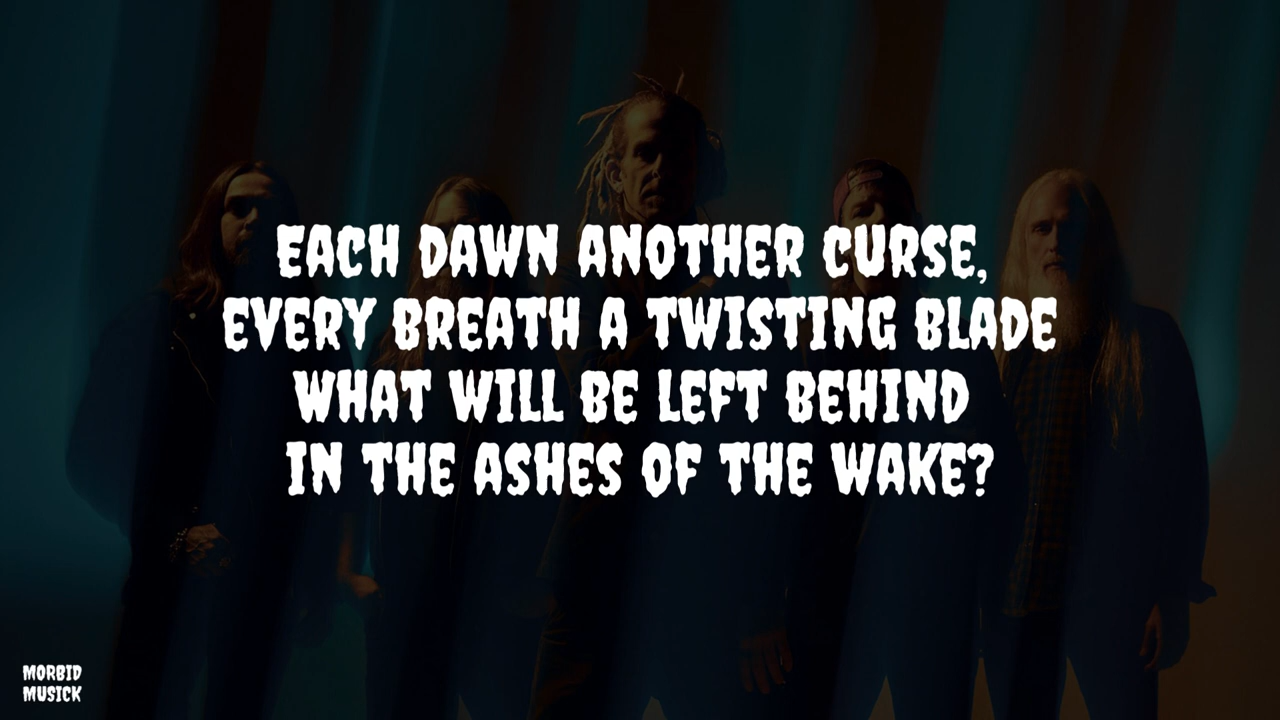 EACH DAWN ANOTHER CURSE,
EVERY BREATH A TWISTING BLADE
WHAT WILL BE LEFT BEHIND
IN THE ASHES OF THE WAKE?
MORBID
MUSICK